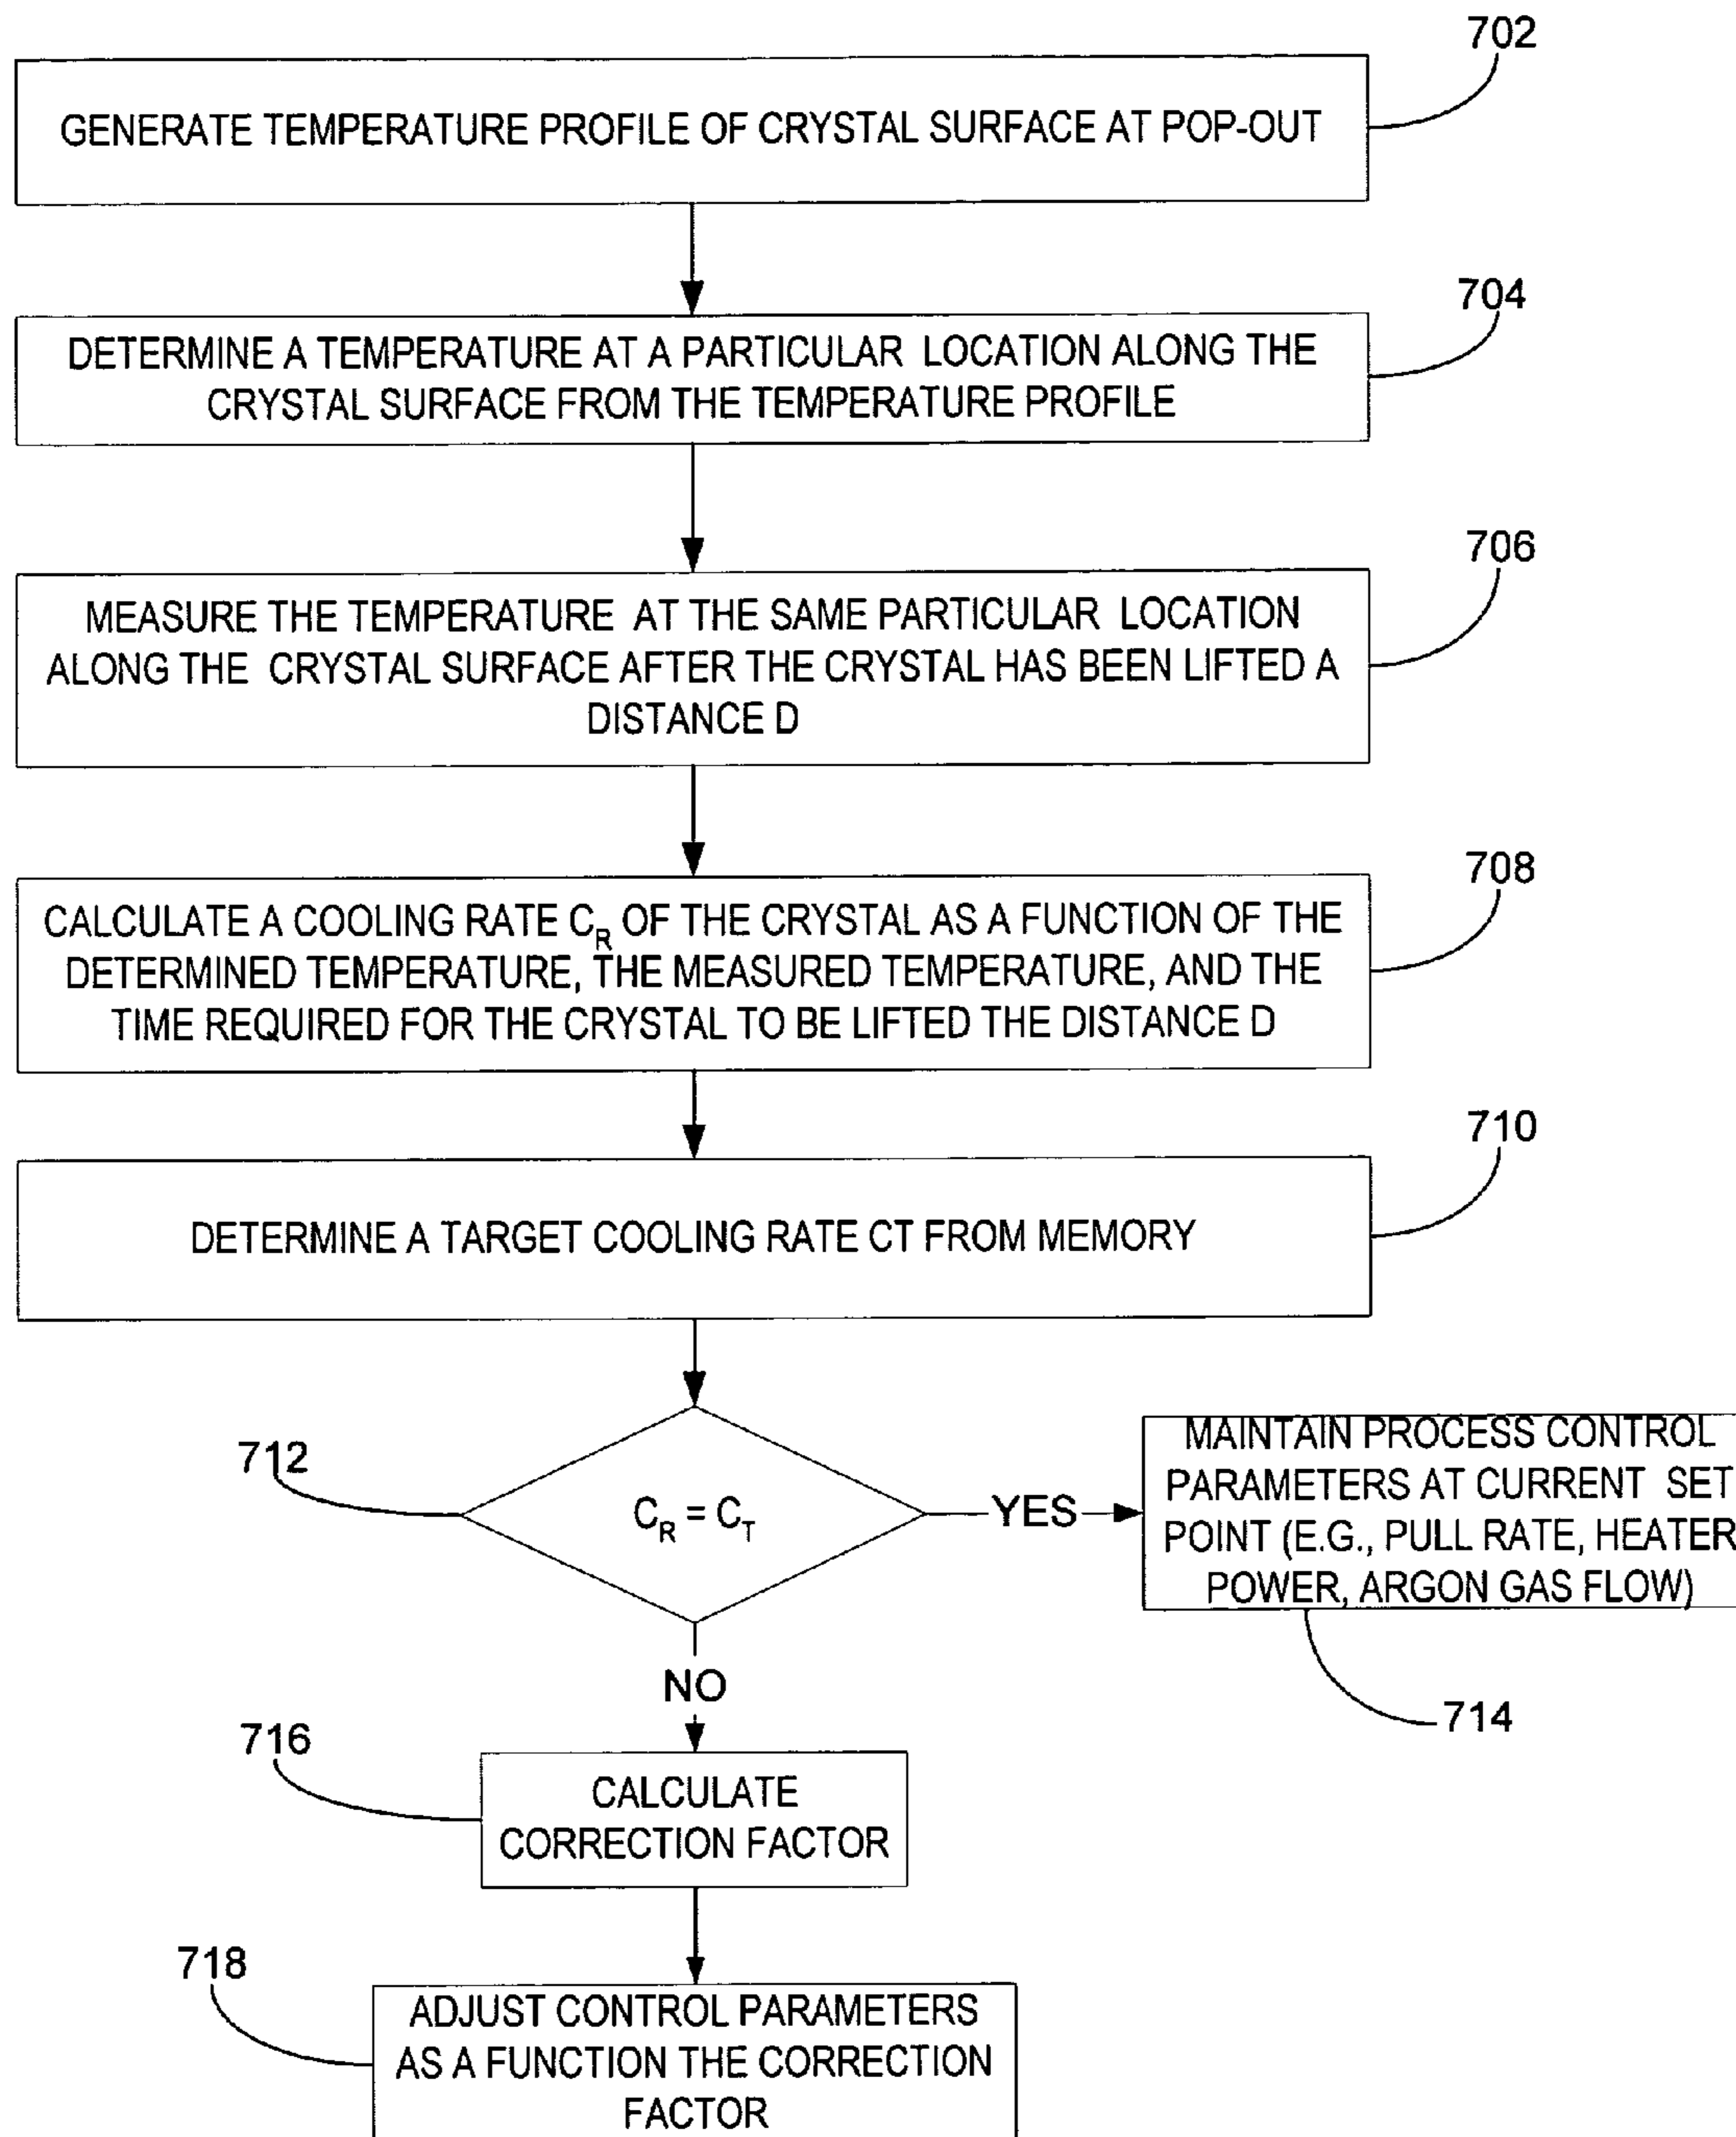 702
GENERATE TEMPERATURE PROFILE OF CRYSTAL SURFACE AT POP-OUT
704
DETERMINE A TEMPERATURE AT A PARTICULAR LOCATION ALONG THE
CRYSTAL SURFACE FROM THE TEMPERATURE PROFILE
706
MEASURE THE TEMPERATURE AT THE SAME PARTICULAR LOCATION
ALONG THE CRYSTAL SURFACE AFTER THE CRYSTAL HAS BEEN LIFTED A
DISTANCE D
708
CALCULATE A COOLING RATE C_R OF THE CRYSTAL AS A FUNCTION OF THE
DETERMINED TEMPERATURE, THE MEASURED TEMPERATURE, AND THE
TIME REQUIRED FOR THE CRYSTAL TO BE LIFTED THE DISTANCE D
710
DETERMINE A TARGET COOLING RATE CT FROM MEMORY
712
C_R = C_T
YES
MAINTAIN PROCESS CONTROL
PARAMETERS AT CURRENT SET
POINT (E.G., PULL RATE, HEATER
POWER, ARGON GAS FLOW)
714
NO
716
CALCULATE
CORRECTION FACTOR
718
ADJUST CONTROL PARAMETERS
AS A FUNCTION THE CORRECTION
FACTOR